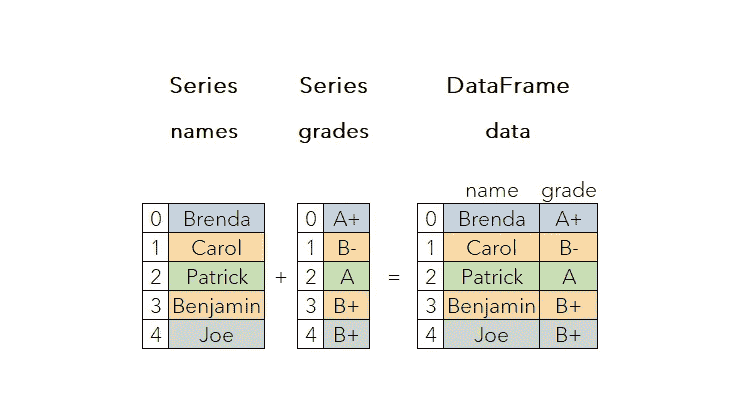 Series Series DataFrame
names grades data
name grade
0 Brenda 0 A+ 0 Brenda A+
1 Carol 1 B- 1 Carol B-
2 Patrick + 2 A = 2 Patrick A
3 Benjamin 3 B+ 3 Benjamin B+
4 Joe 4 B+ 4 Joe B+